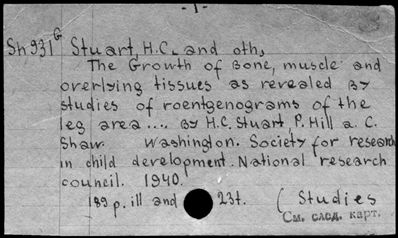 - 1 -
Sh 931 G Stuart, H.C. and oth.
The Growth of Bone, muscle and
overlying tissues as revealed By
studies of roentgenograms of the
leg area .... By H.C. Stuart, P. Hill a. C.
Shaw. Washington. Society for research
in child development. National research
council. 1940.
189 p. ill and 23t. ( Studies
См. след. карт.